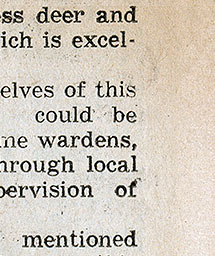 ss deer and
ich is excel-
elves of this
could be
ne wardens,
hrough local
pervision of
mentioned